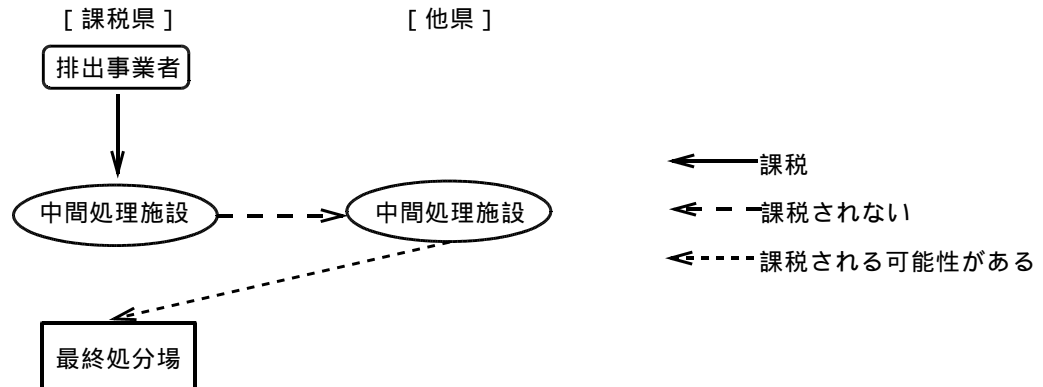 [ 課税県 ]
[ 他県 ]
排出事業者
中間処理施設
中間処理施設
最終処分場
課税
課税されない
課税される可能性がある